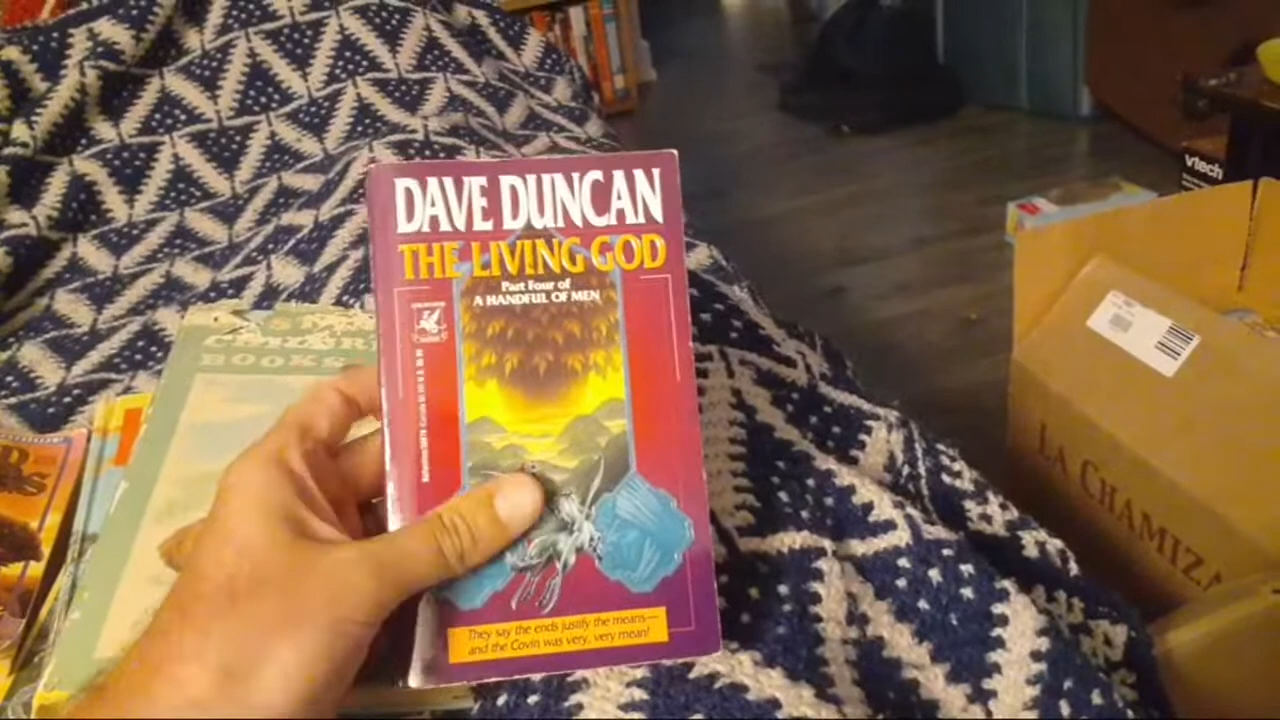 DAVE DUNCAN
THE LIVING GOD
Part Four of
A HANDFUL OF MEN
They say the ends justify the means—
and the Covin was very, very mean!
BOOKS
vtech
LA CHAMIZA